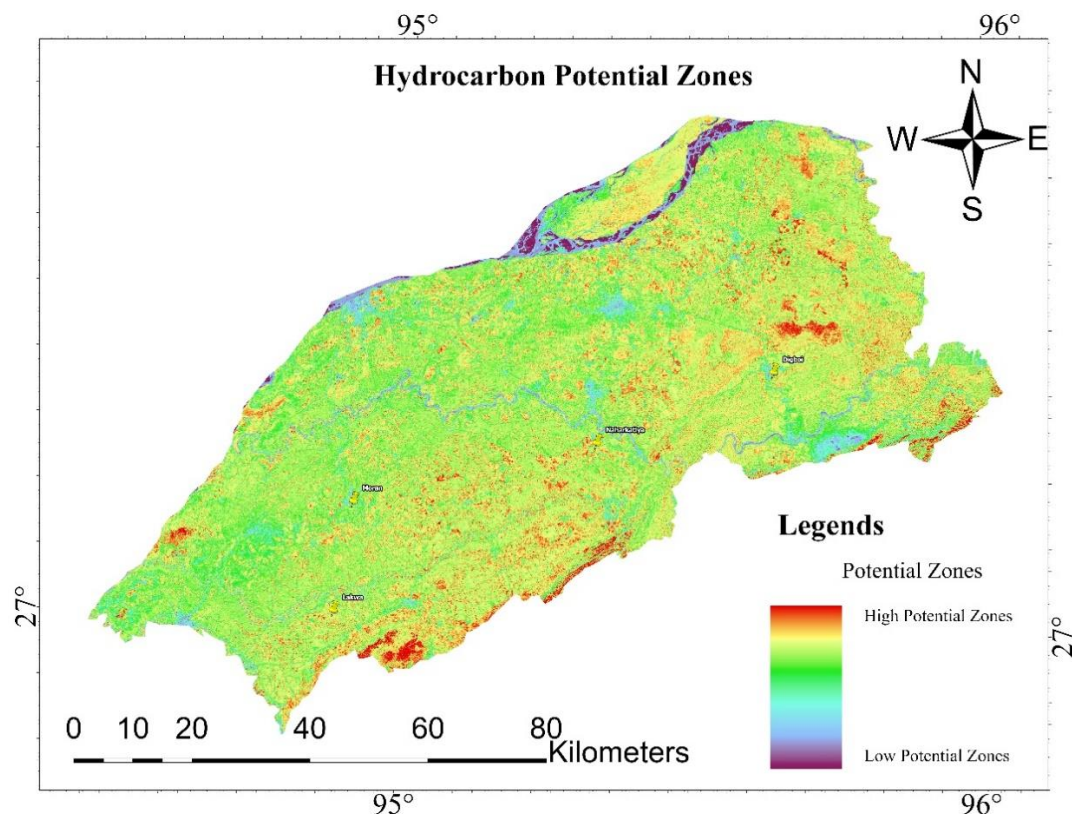 95°
96°
Hydrocarbon Potential Zones
N
W
E
S
Digboi
Naharkatiya
Moran
Lakwa
27°
27°
Legends
Potential Zones
High Potential Zones
Low Potential Zones
0
10
20
40
60
80
Kilometers
95°
96°